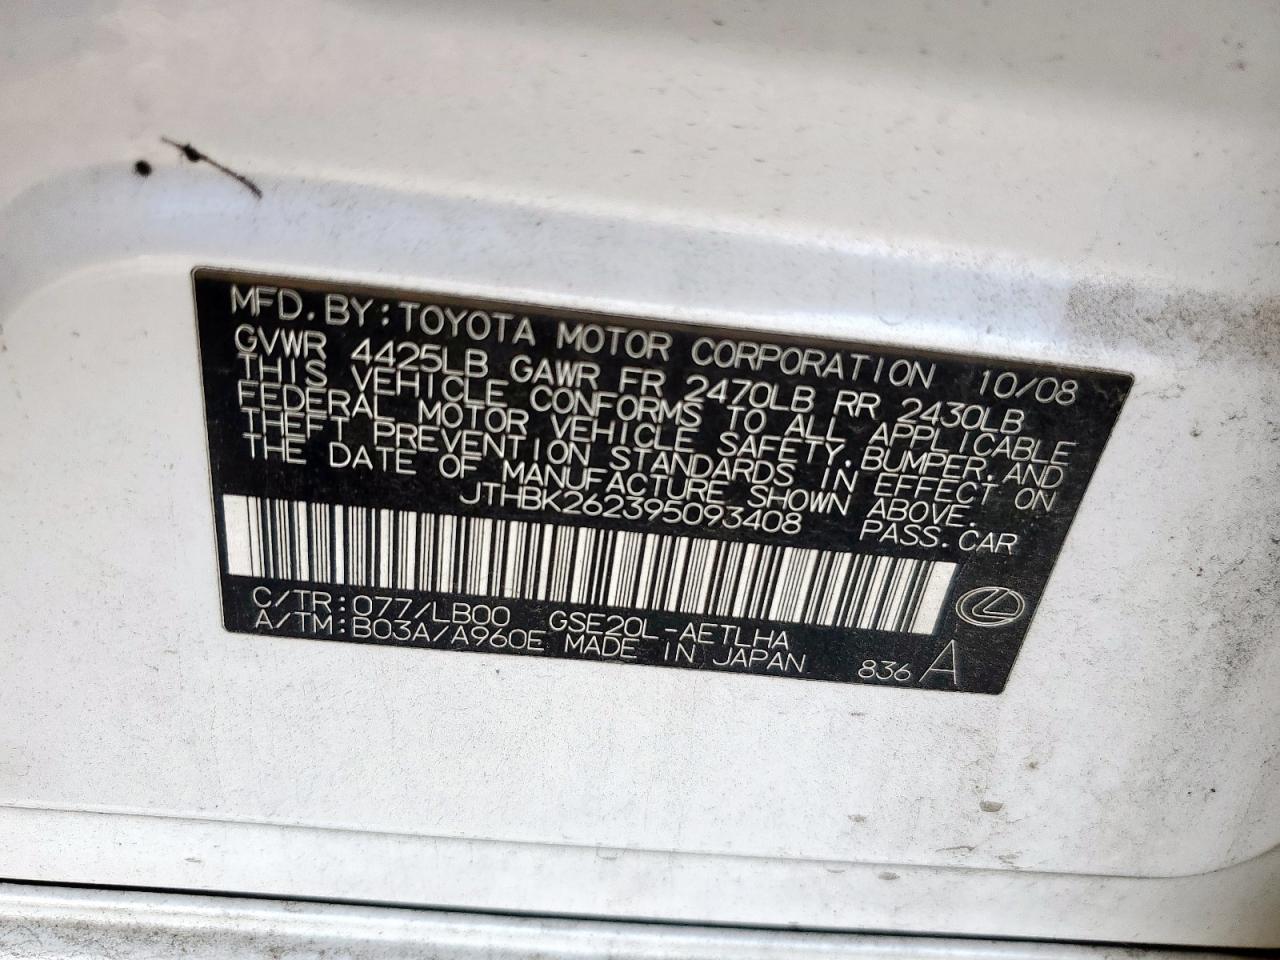 MFD.BY:TOYOTA MOTOR CORPORATION 10/08
GVWR 4425LB GAWR FR 2470LB RR 2430LB
THIS VEHICLE CONFORMS TO ALL APPLICABLE
FEDERAL MOTOR VEHICLE SAFETY,BUMPER,AND
THEFT PREVENTION STANDARDS IN EFFECT ON
THE DATE OF MANUFACTURE SHOWN ABOVE.
JTHBK262395093408 PASS.CAR
C/TR:077/LB00 GSE20L-AETLHA
A/TM:B03A/A960E MADE IN JAPAN 836 A